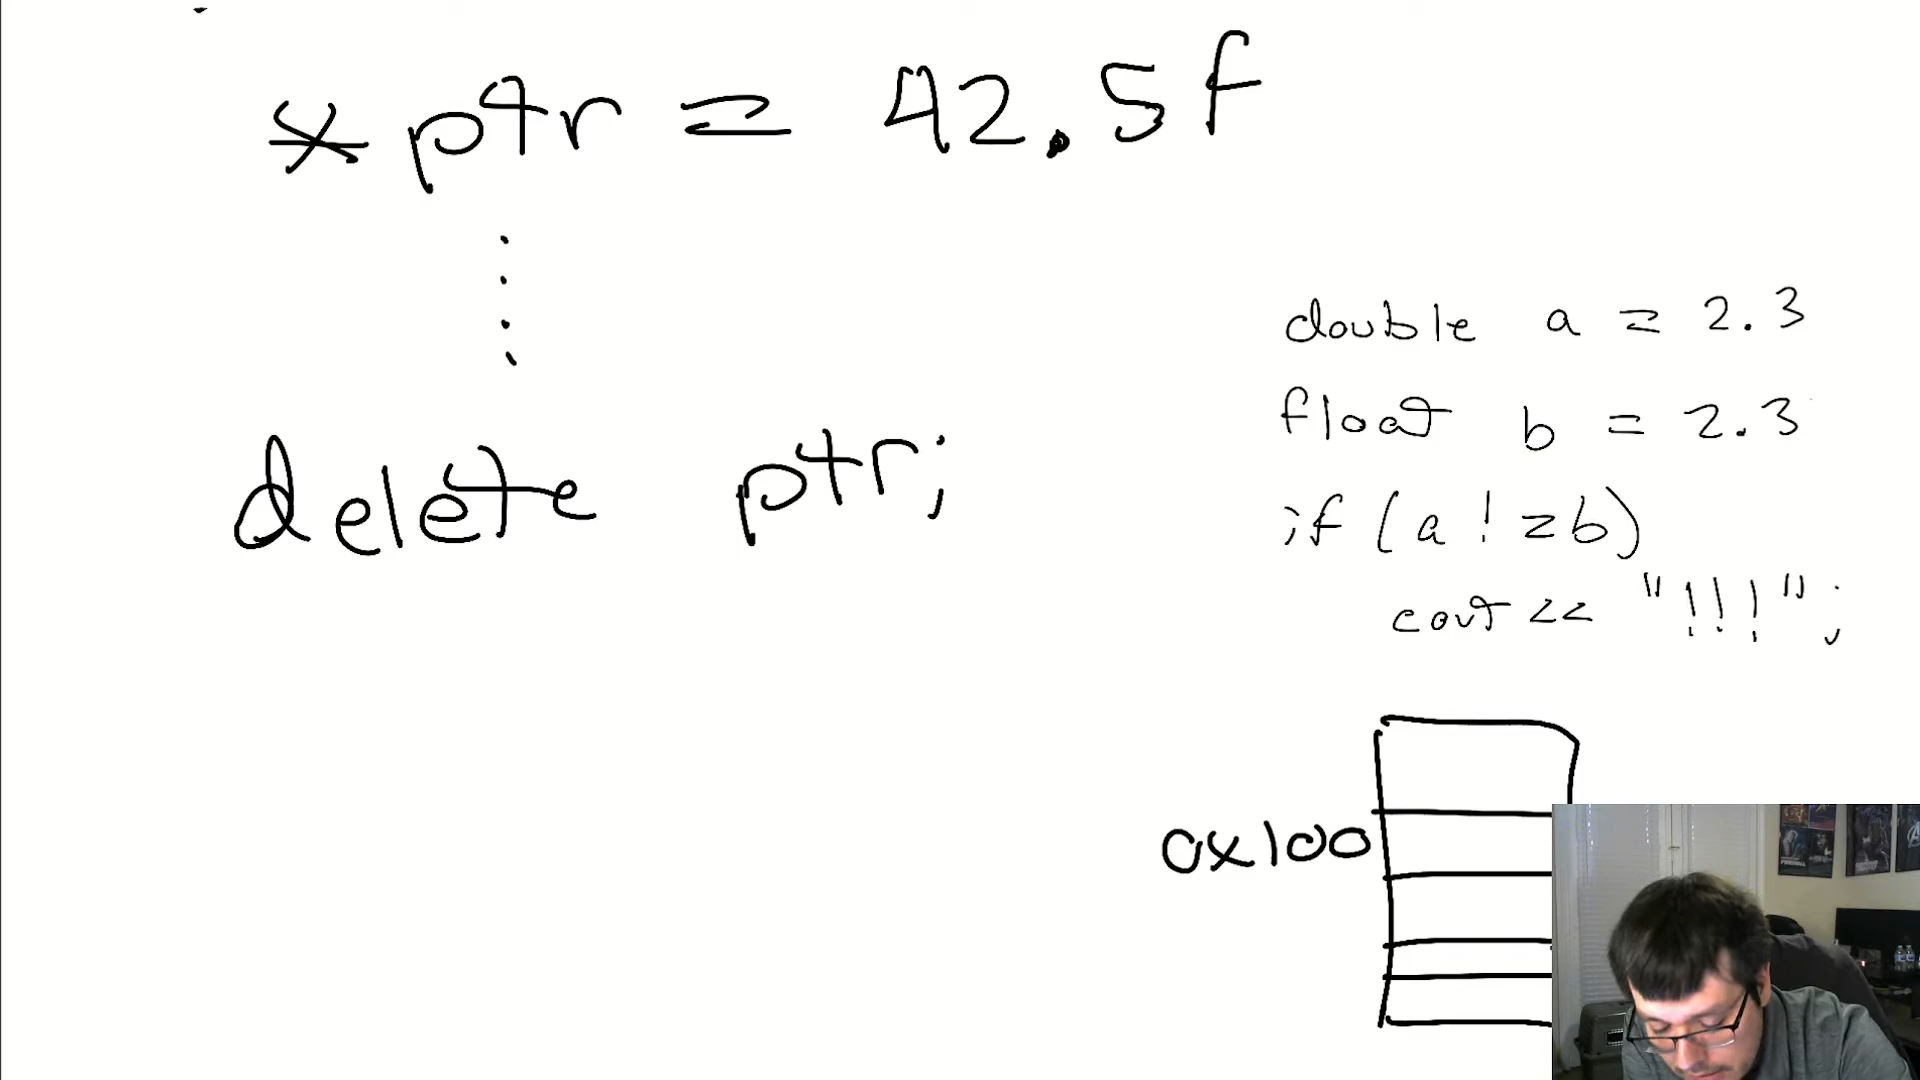 *ptr = 42.5f
delete ptr;
double a = 2.3
float b = 2.3
if (a != b)
cout << "!!!";
0x100